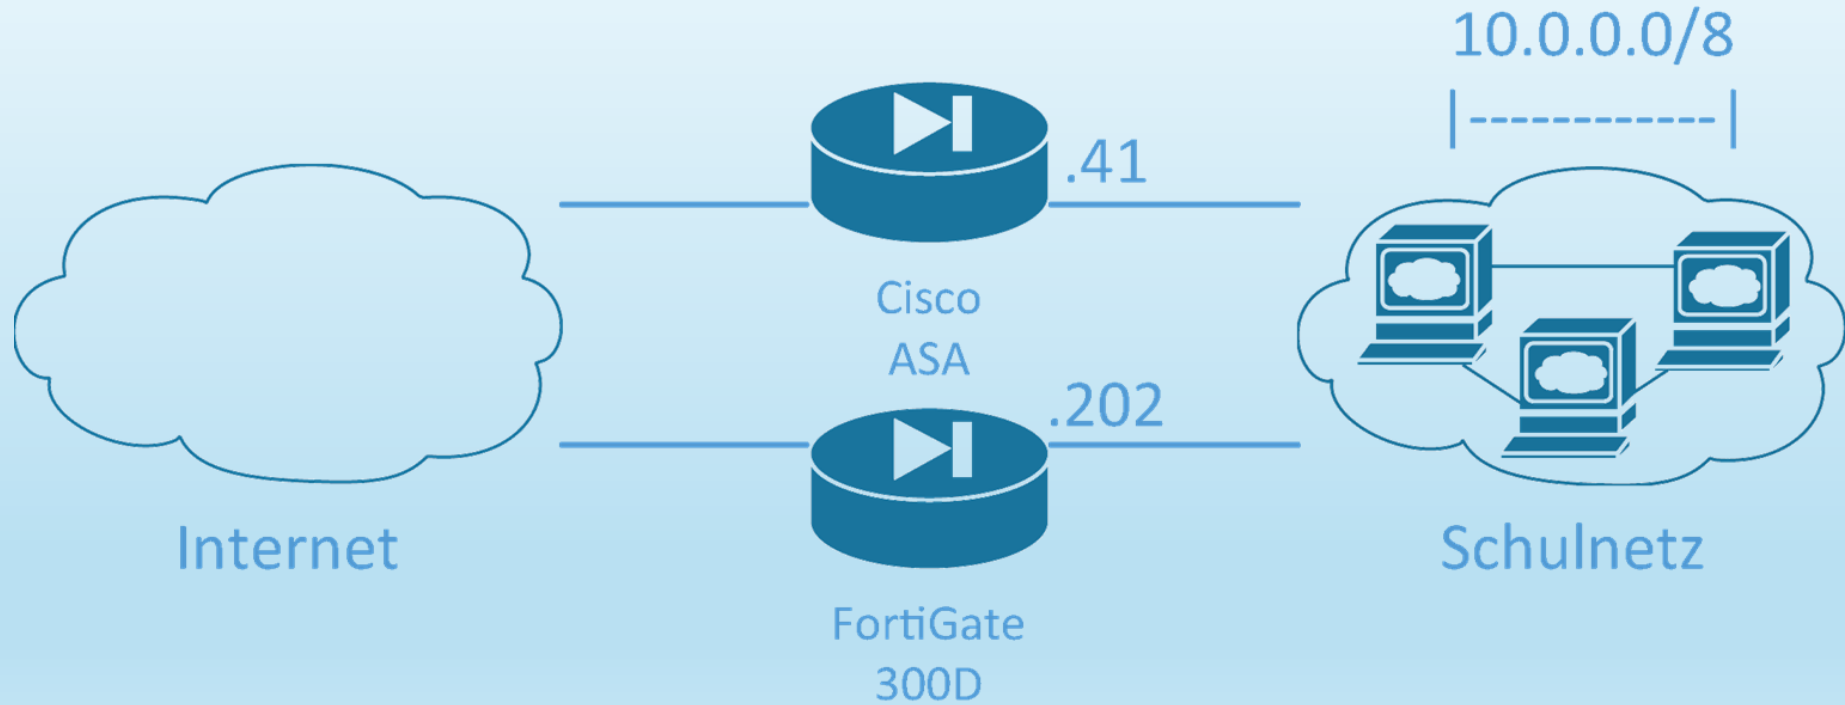 10.0.0.0/8
.41
Cisco
ASA
.202
Internet
Schulnetz
FortiGate
300D